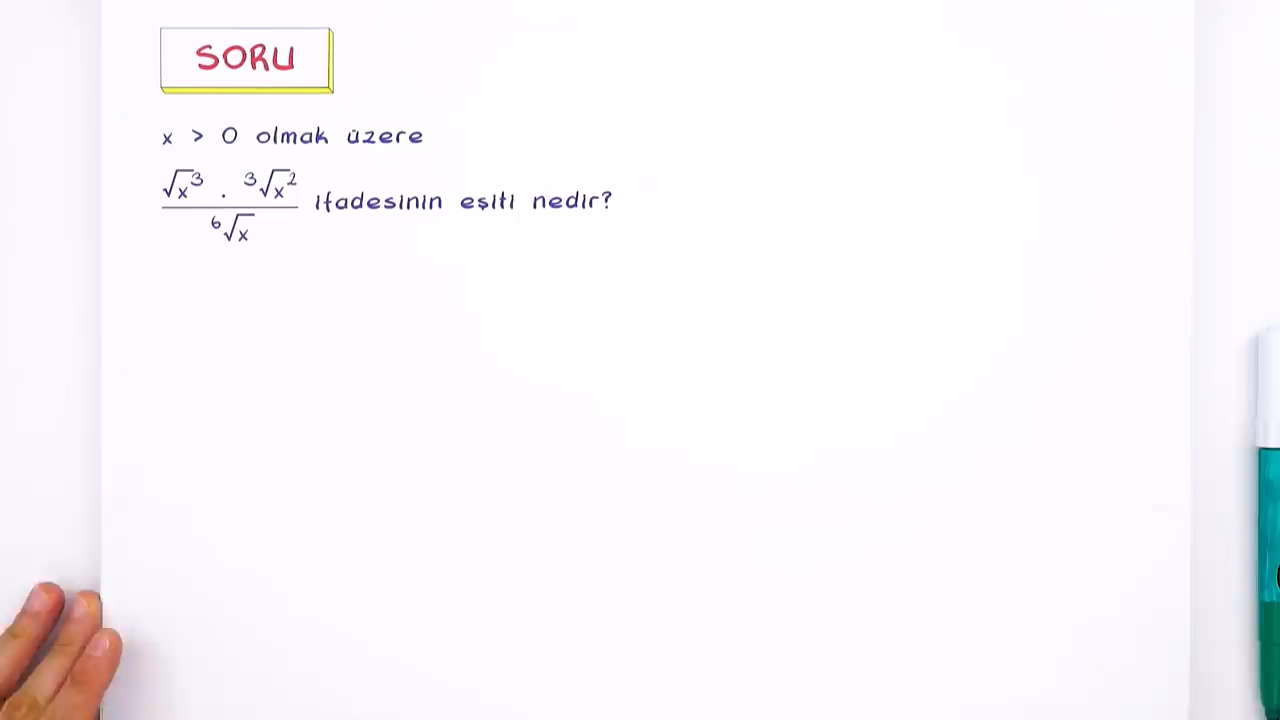 SORU
x > 0 olmak üzere
√x³ . ³√x²
⁶√x
ifadesinin eşiti nedir?